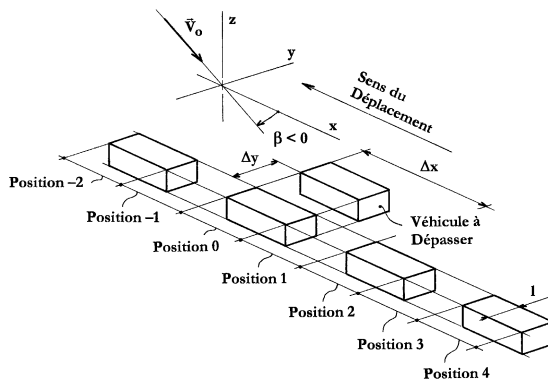 z
V⃗o
y
Sens du
Déplacement
x
β < 0
Δy
Δx
Position –2
Position –1
Position 0
Position 1
Position 2
Position 3
Position 4
Véhicule à
Dépasser
l